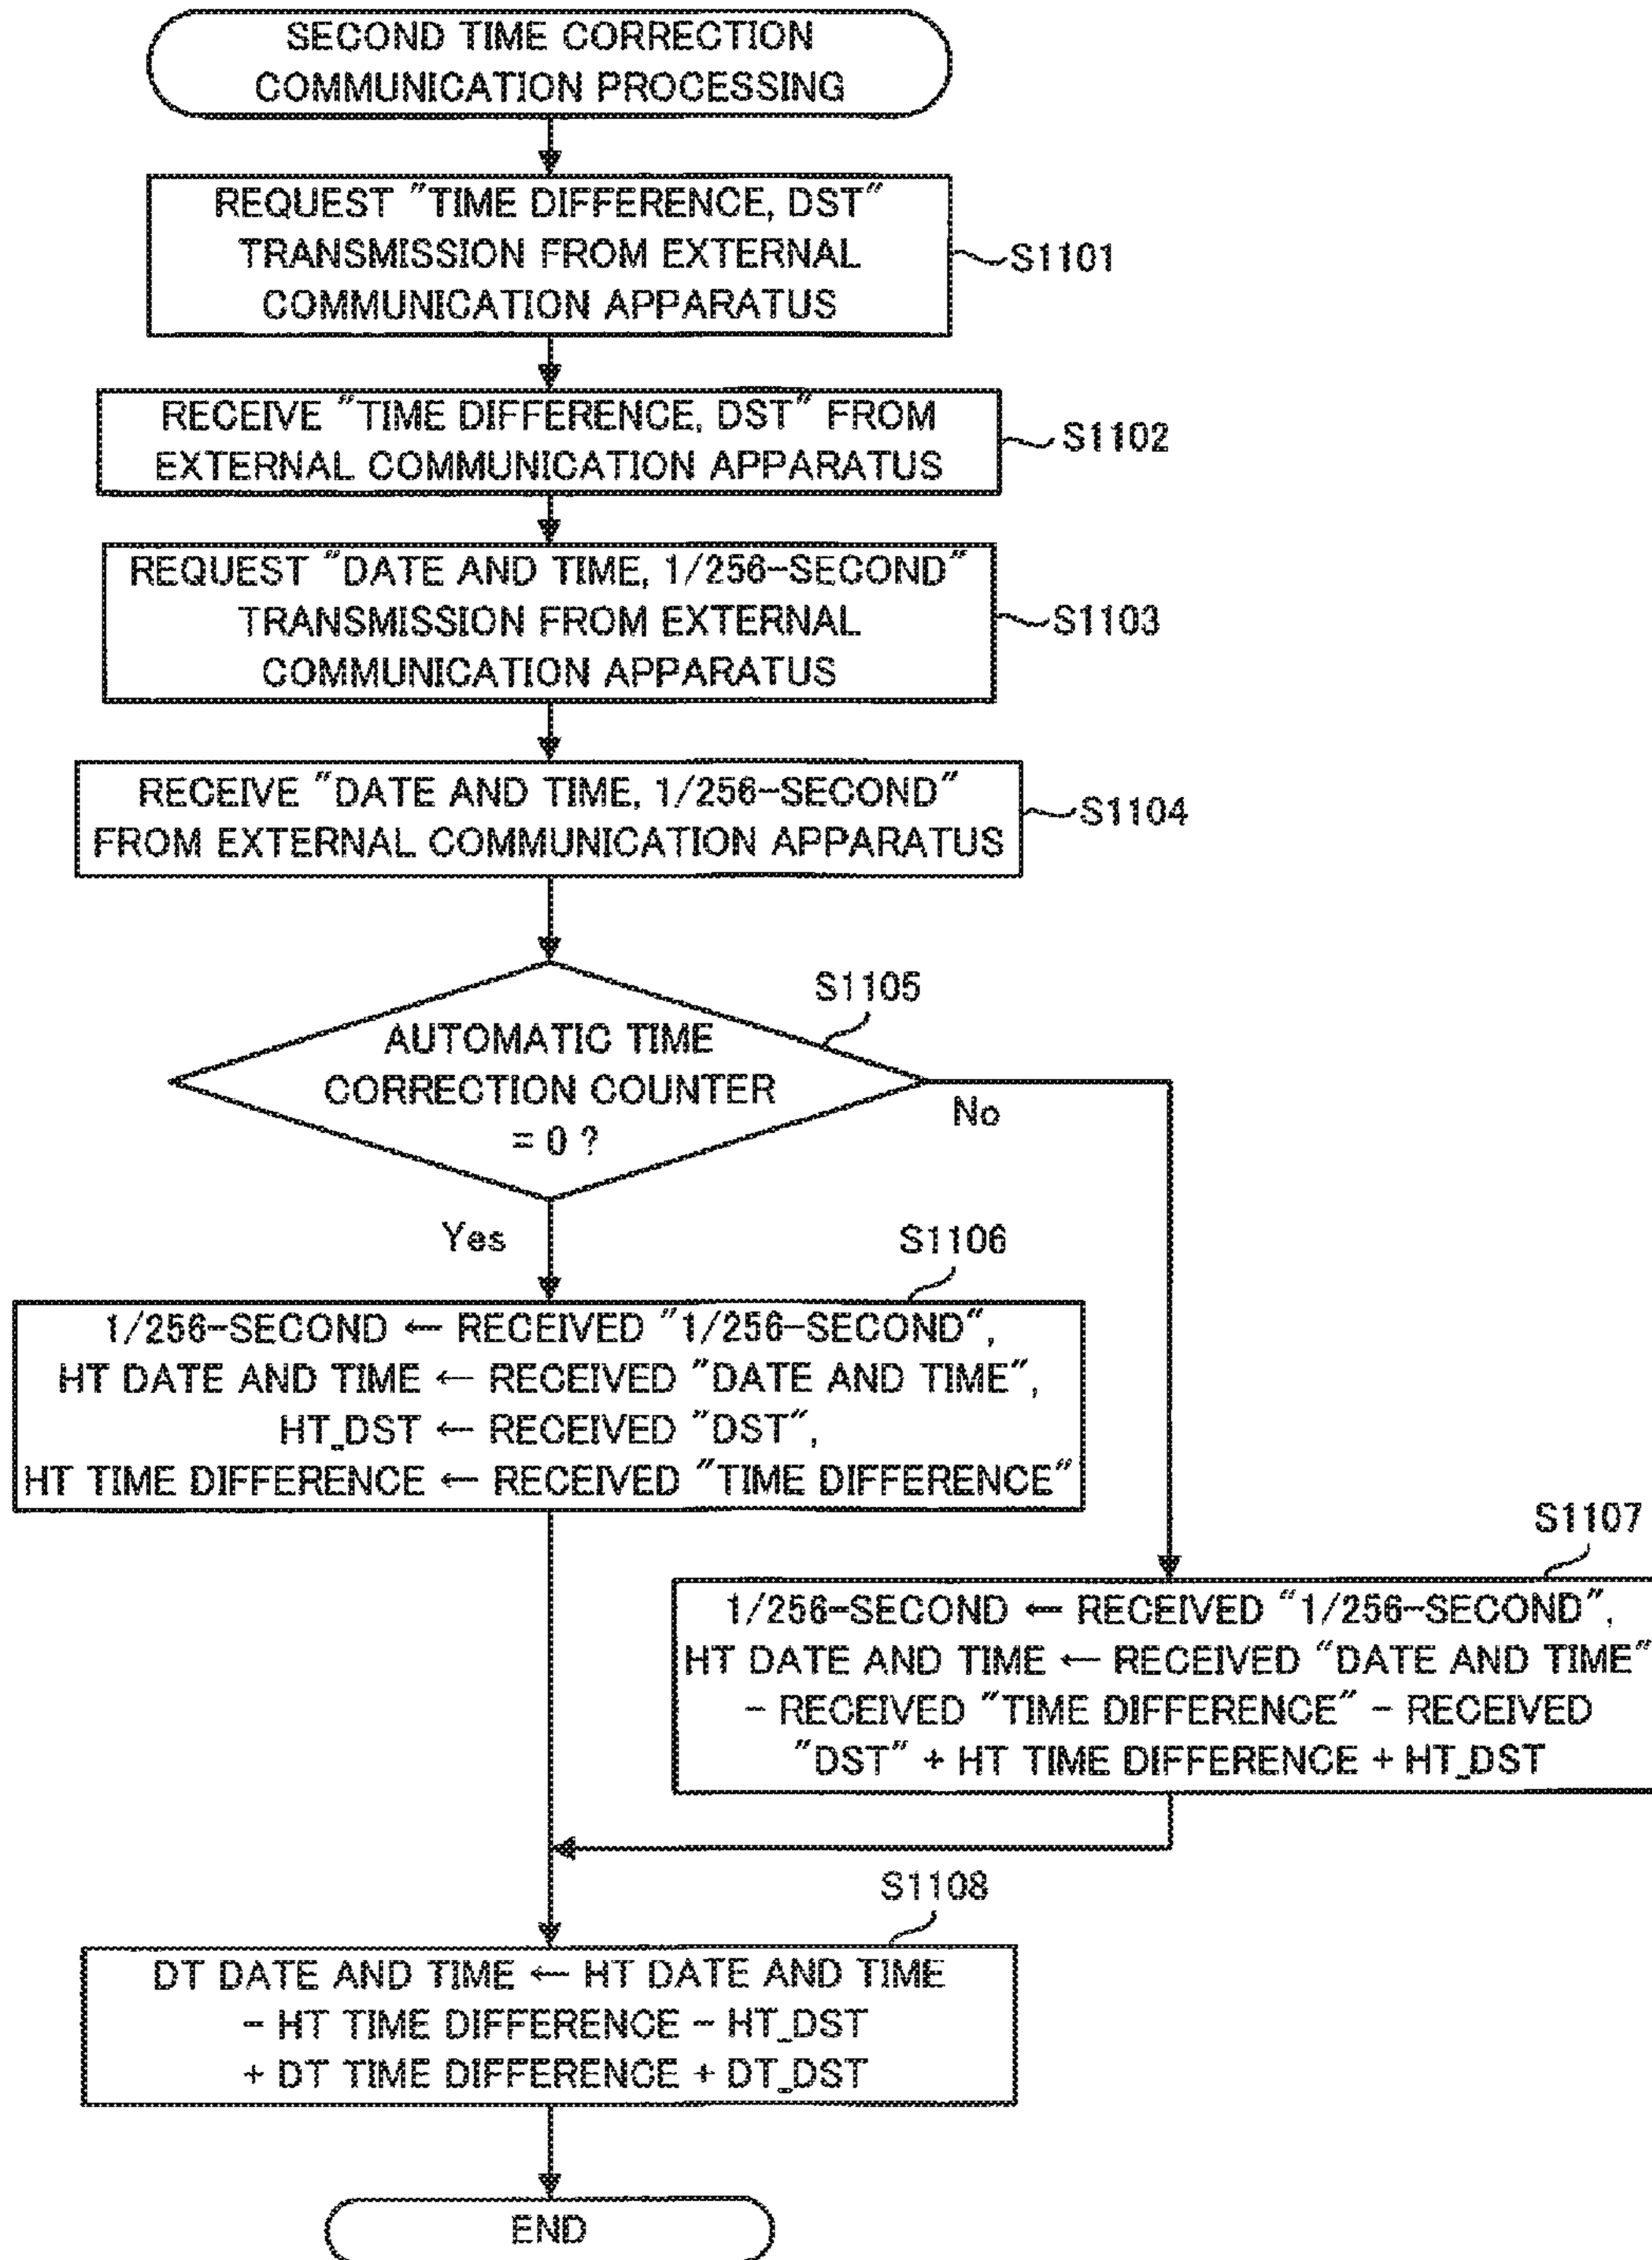 SECOND TIME CORRECTION
COMMUNICATION PROCESSING
REQUEST "TIME DIFFERENCE, DST"
TRANSMISSION FROM EXTERNAL
COMMUNICATION APPARATUS
S1101
RECEIVE "TIME DIFFERENCE, DST" FROM
EXTERNAL COMMUNICATION APPARATUS
S1102
REQUEST "DATE AND TIME, 1/256-SECOND"
TRANSMISSION FROM EXTERNAL
COMMUNICATION APPARATUS
S1103
RECEIVE "DATE AND TIME, 1/256-SECOND"
FROM EXTERNAL COMMUNICATION APPARATUS
S1104
S1105
AUTOMATIC TIME
CORRECTION COUNTER
= 0 ?
No
Yes
S1106
1/256-SECOND ← RECEIVED "1/256-SECOND",
HT DATE AND TIME ← RECEIVED "DATE AND TIME",
HT_DST ← RECEIVED "DST",
HT TIME DIFFERENCE ← RECEIVED "TIME DIFFERENCE"
S1107
1/256-SECOND ← RECEIVED "1/256-SECOND",
HT DATE AND TIME ← RECEIVED "DATE AND TIME"
- RECEIVED "TIME DIFFERENCE" - RECEIVED
"DST" + HT TIME DIFFERENCE + HT_DST
S1108
DT DATE AND TIME ← HT DATE AND TIME
- HT TIME DIFFERENCE - HT_DST
+ DT TIME DIFFERENCE + DT_DST
END